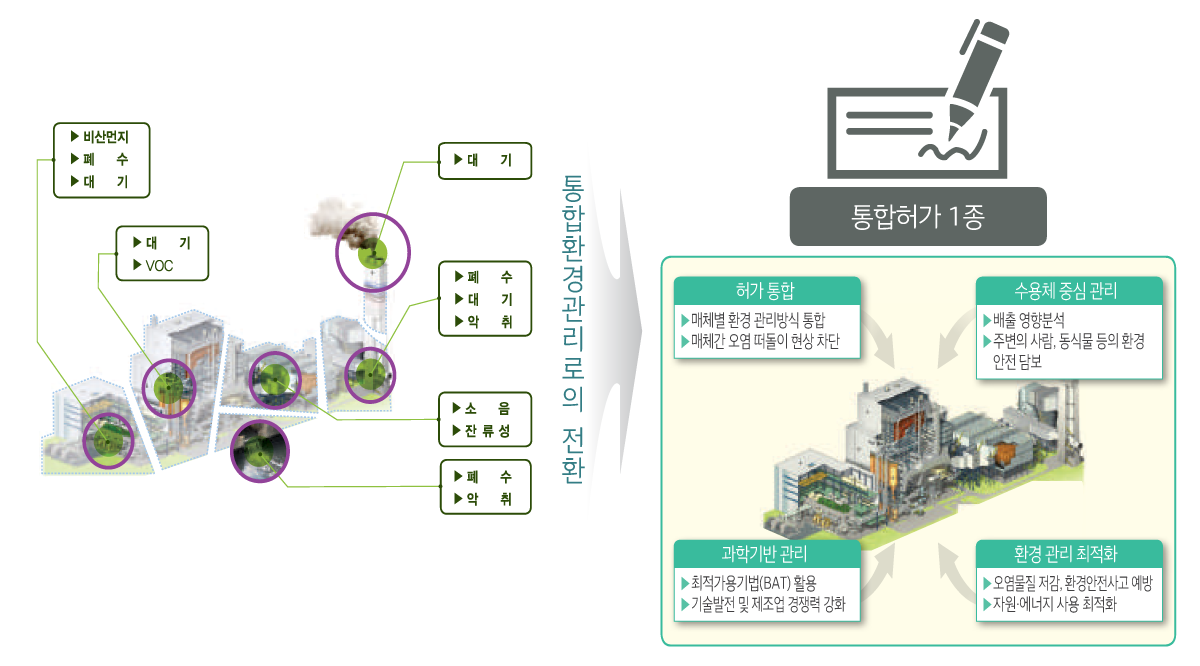 ▶비산먼지
▶폐 수
▶대 기
▶대 기
▶VOC
▶대 기
▶폐 수
▶대 기
▶악 취
▶소 음
▶잔 류 성
▶폐 수
▶악 취
통합환경관리로의 전환
통합허가 1종
허가 통합
▶매체별 환경 관리방식 통합
▶매체간 오염 떠돌이 현상 차단
수용체 중심 관리
▶배출 영향분석
▶주변의 사람, 동식물 등의 환경
안전 담보
과학기반 관리
▶최적가용기법(BAT) 활용
▶기술발전 및 제조업 경쟁력 강화
환경 관리 최적화
▶오염물질 저감, 환경안전사고 예방
▶자원·에너지 사용 최적화